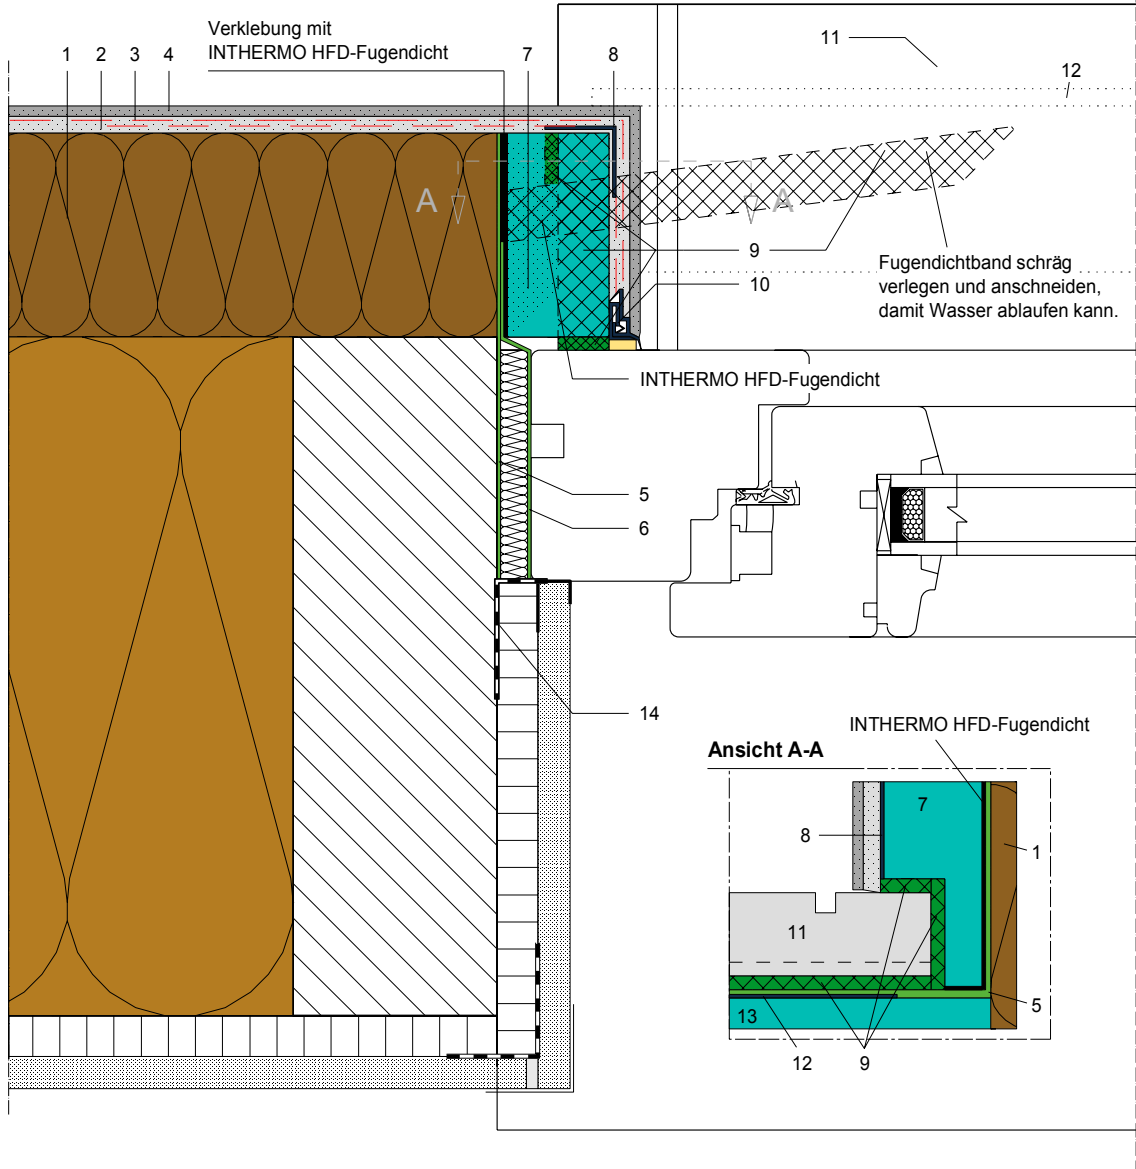 Verklebung mit
INTHERMO HFD-Fugendicht
1 2 3 4 7 8
11
12
A A
9
10
Fugendichtband schräg
verlegen und anschneiden,
damit Wasser ablaufen kann.
INTHERMO HFD-Fugendicht
5
6
14
INTHERMO HFD-Fugendicht
Ansicht A-A
7
8
1
11
5
13
12 9